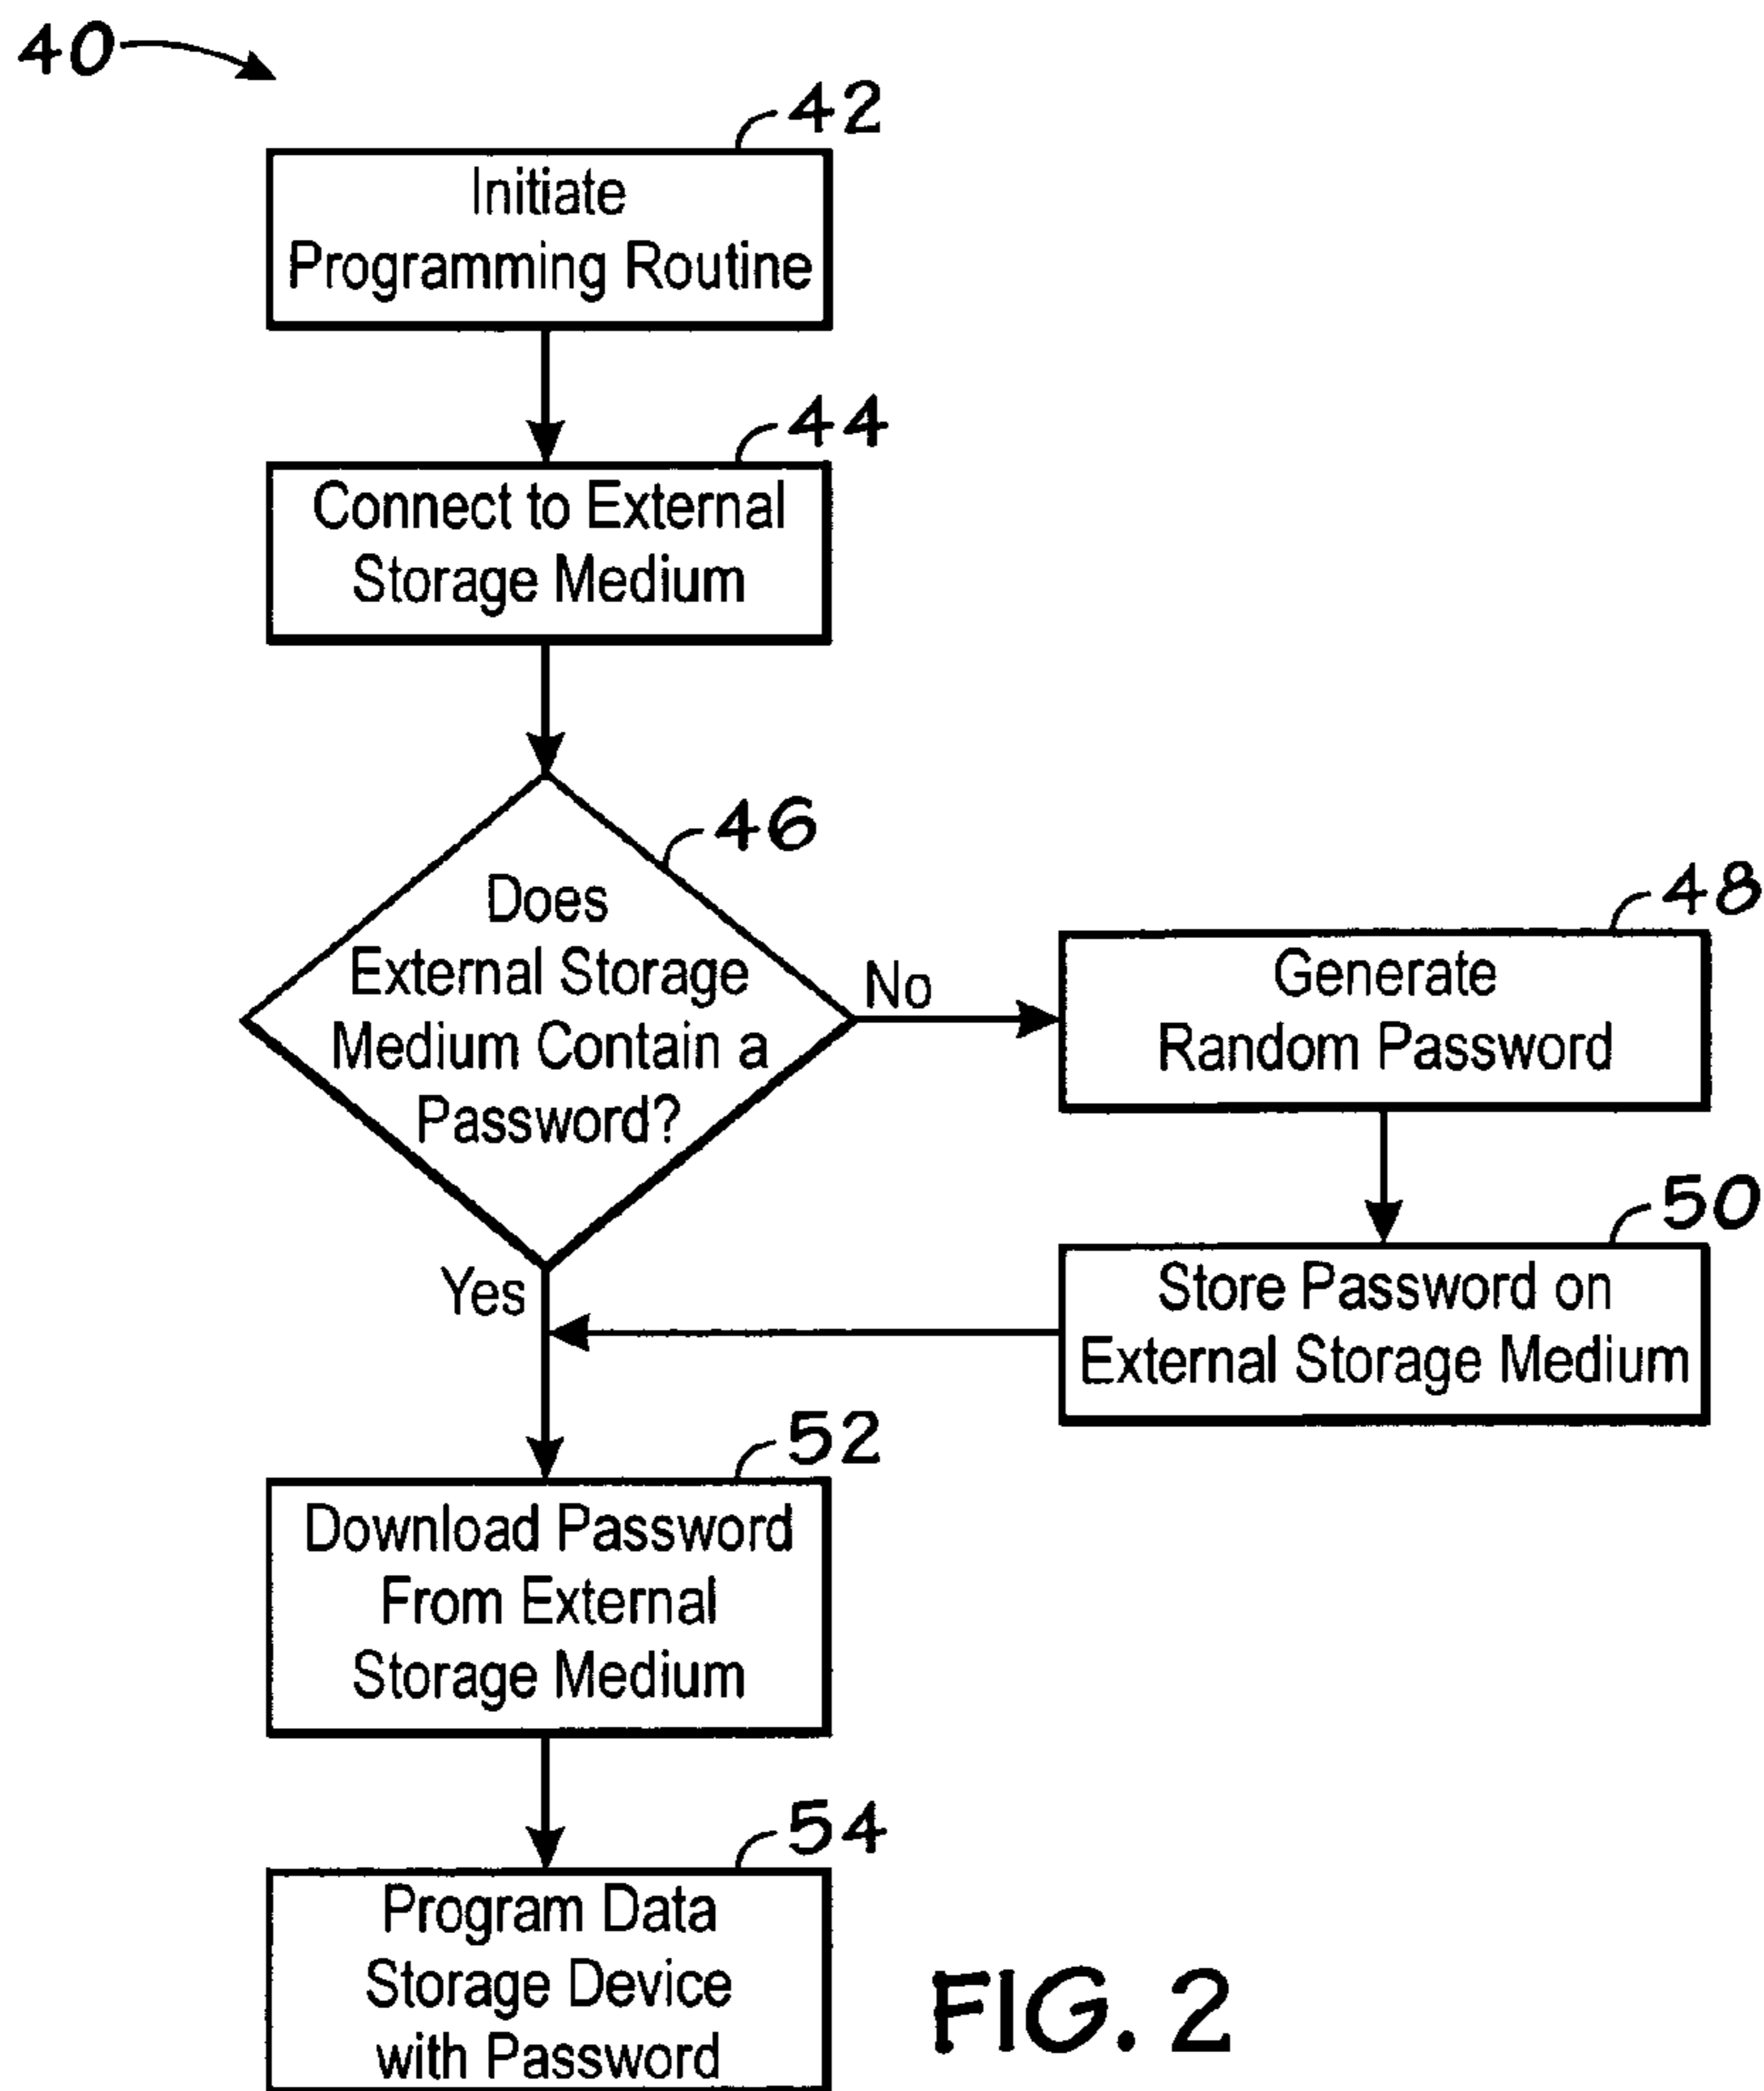 40
42
Initiate
Programming Routine
44
Connect to External
Storage Medium
46
Does
External Storage
Medium Contain a
Password?
No
48
Generate
Random Password
50
Store Password on
External Storage Medium
Yes
52
Download Password
From External
Storage Medium
54
Program Data
Storage Device
with Password
FIG. 2